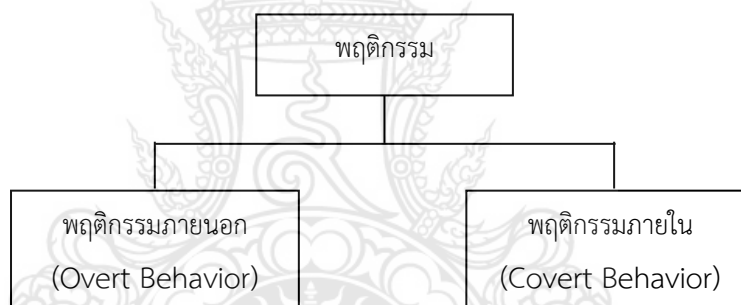 พฤติกรรม
พฤติกรรมภายนอก
(Overt Behavior)
พฤติกรรมภายใน
(Covert Behavior)